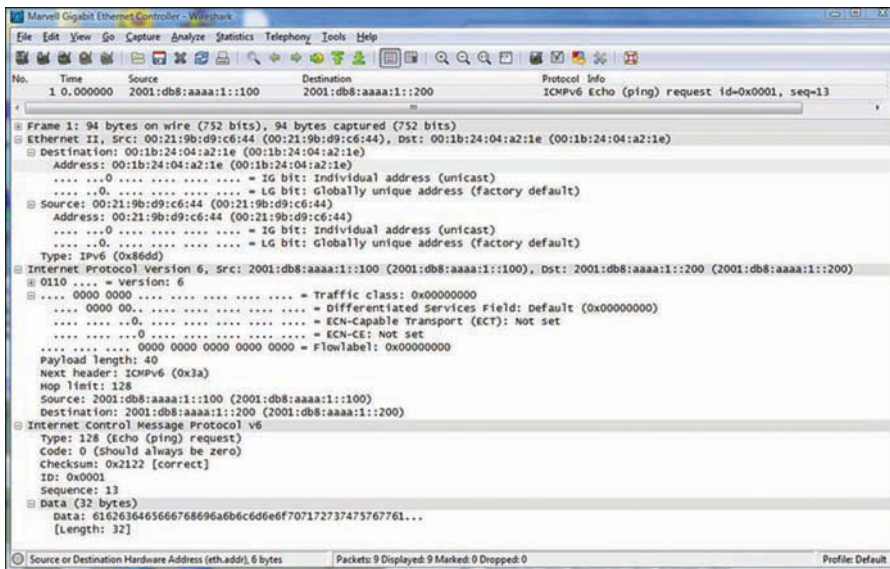 Marvell Gigabit Ethernet Controller - Wireshark
File Edit View Go Capture Analyze Statistics Telephony Tools Help
No. Time Source Destination Protocol Info
1 0.000000 2001:db8:aaaa:1::100 2001:db8:aaaa:1::200 ICMPv6 Echo (ping) request id=0x0001, seq=13
Frame 1: 94 bytes on wire (752 bits), 94 bytes captured (752 bits)
Ethernet II, Src: 00:21:9b:d9:c6:44 (00:21:9b:d9:c6:44), Dst: 00:1b:24:04:a2:1e (00:1b:24:04:a2:1e)
Destination: 00:1b:24:04:a2:1e (00:1b:24:04:a2:1e)
Address: 00:1b:24:04:a2:1e (00:1b:24:04:a2:1e)
.... ...0 .... .... .... .... = IG bit: Individual address (unicast)
.... ..0. .... .... .... .... = LG bit: Globally unique address (factory default)
Source: 00:21:9b:d9:c6:44 (00:21:9b:d9:c6:44)
Address: 00:21:9b:d9:c6:44 (00:21:9b:d9:c6:44)
.... ...0 .... .... .... .... = IG bit: Individual address (unicast)
.... ..0. .... .... .... .... = LG bit: Globally unique address (factory default)
Type: IPv6 (0x86dd)
Internet Protocol Version 6, Src: 2001:db8:aaaa:1::100 (2001:db8:aaaa:1::100), Dst: 2001:db8:aaaa:1::200 (2001:db8:aaaa:1::200)
0110 .... = Version: 6
.... 0000 0000 .... .... .... .... .... = Traffic class: 0x00000000
.... 0000 00.. .... .... .... .... .... = Differentiated Services Field: Default (0x00000000)
.... .... ..0. .... .... .... .... .... = ECN-Capable Transport (ECT): Not set
.... .... ...0 .... .... .... .... .... = ECN-CE: Not set
.... .... .... 0000 0000 0000 0000 0000 = Flowlabel: 0x00000000
Payload length: 40
Next header: ICMPv6 (0x3a)
Hop limit: 128
Source: 2001:db8:aaaa:1::100 (2001:db8:aaaa:1::100)
Destination: 2001:db8:aaaa:1::200 (2001:db8:aaaa:1::200)
Internet Control Message Protocol v6
Type: 128 (Echo (ping) request)
Code: 0 (Should always be zero)
Checksum: 0x2122 [correct]
ID: 0x0001
Sequence: 13
Data (32 bytes)
Data: 6162636465666768696a6b6c6d6e6f707172737475767761...
[Length: 32]
Source or Destination Hardware Address (eth.addr), 6 bytes Packets: 9 Displayed: 9 Marked: 0 Dropped: 0 Profile: Default